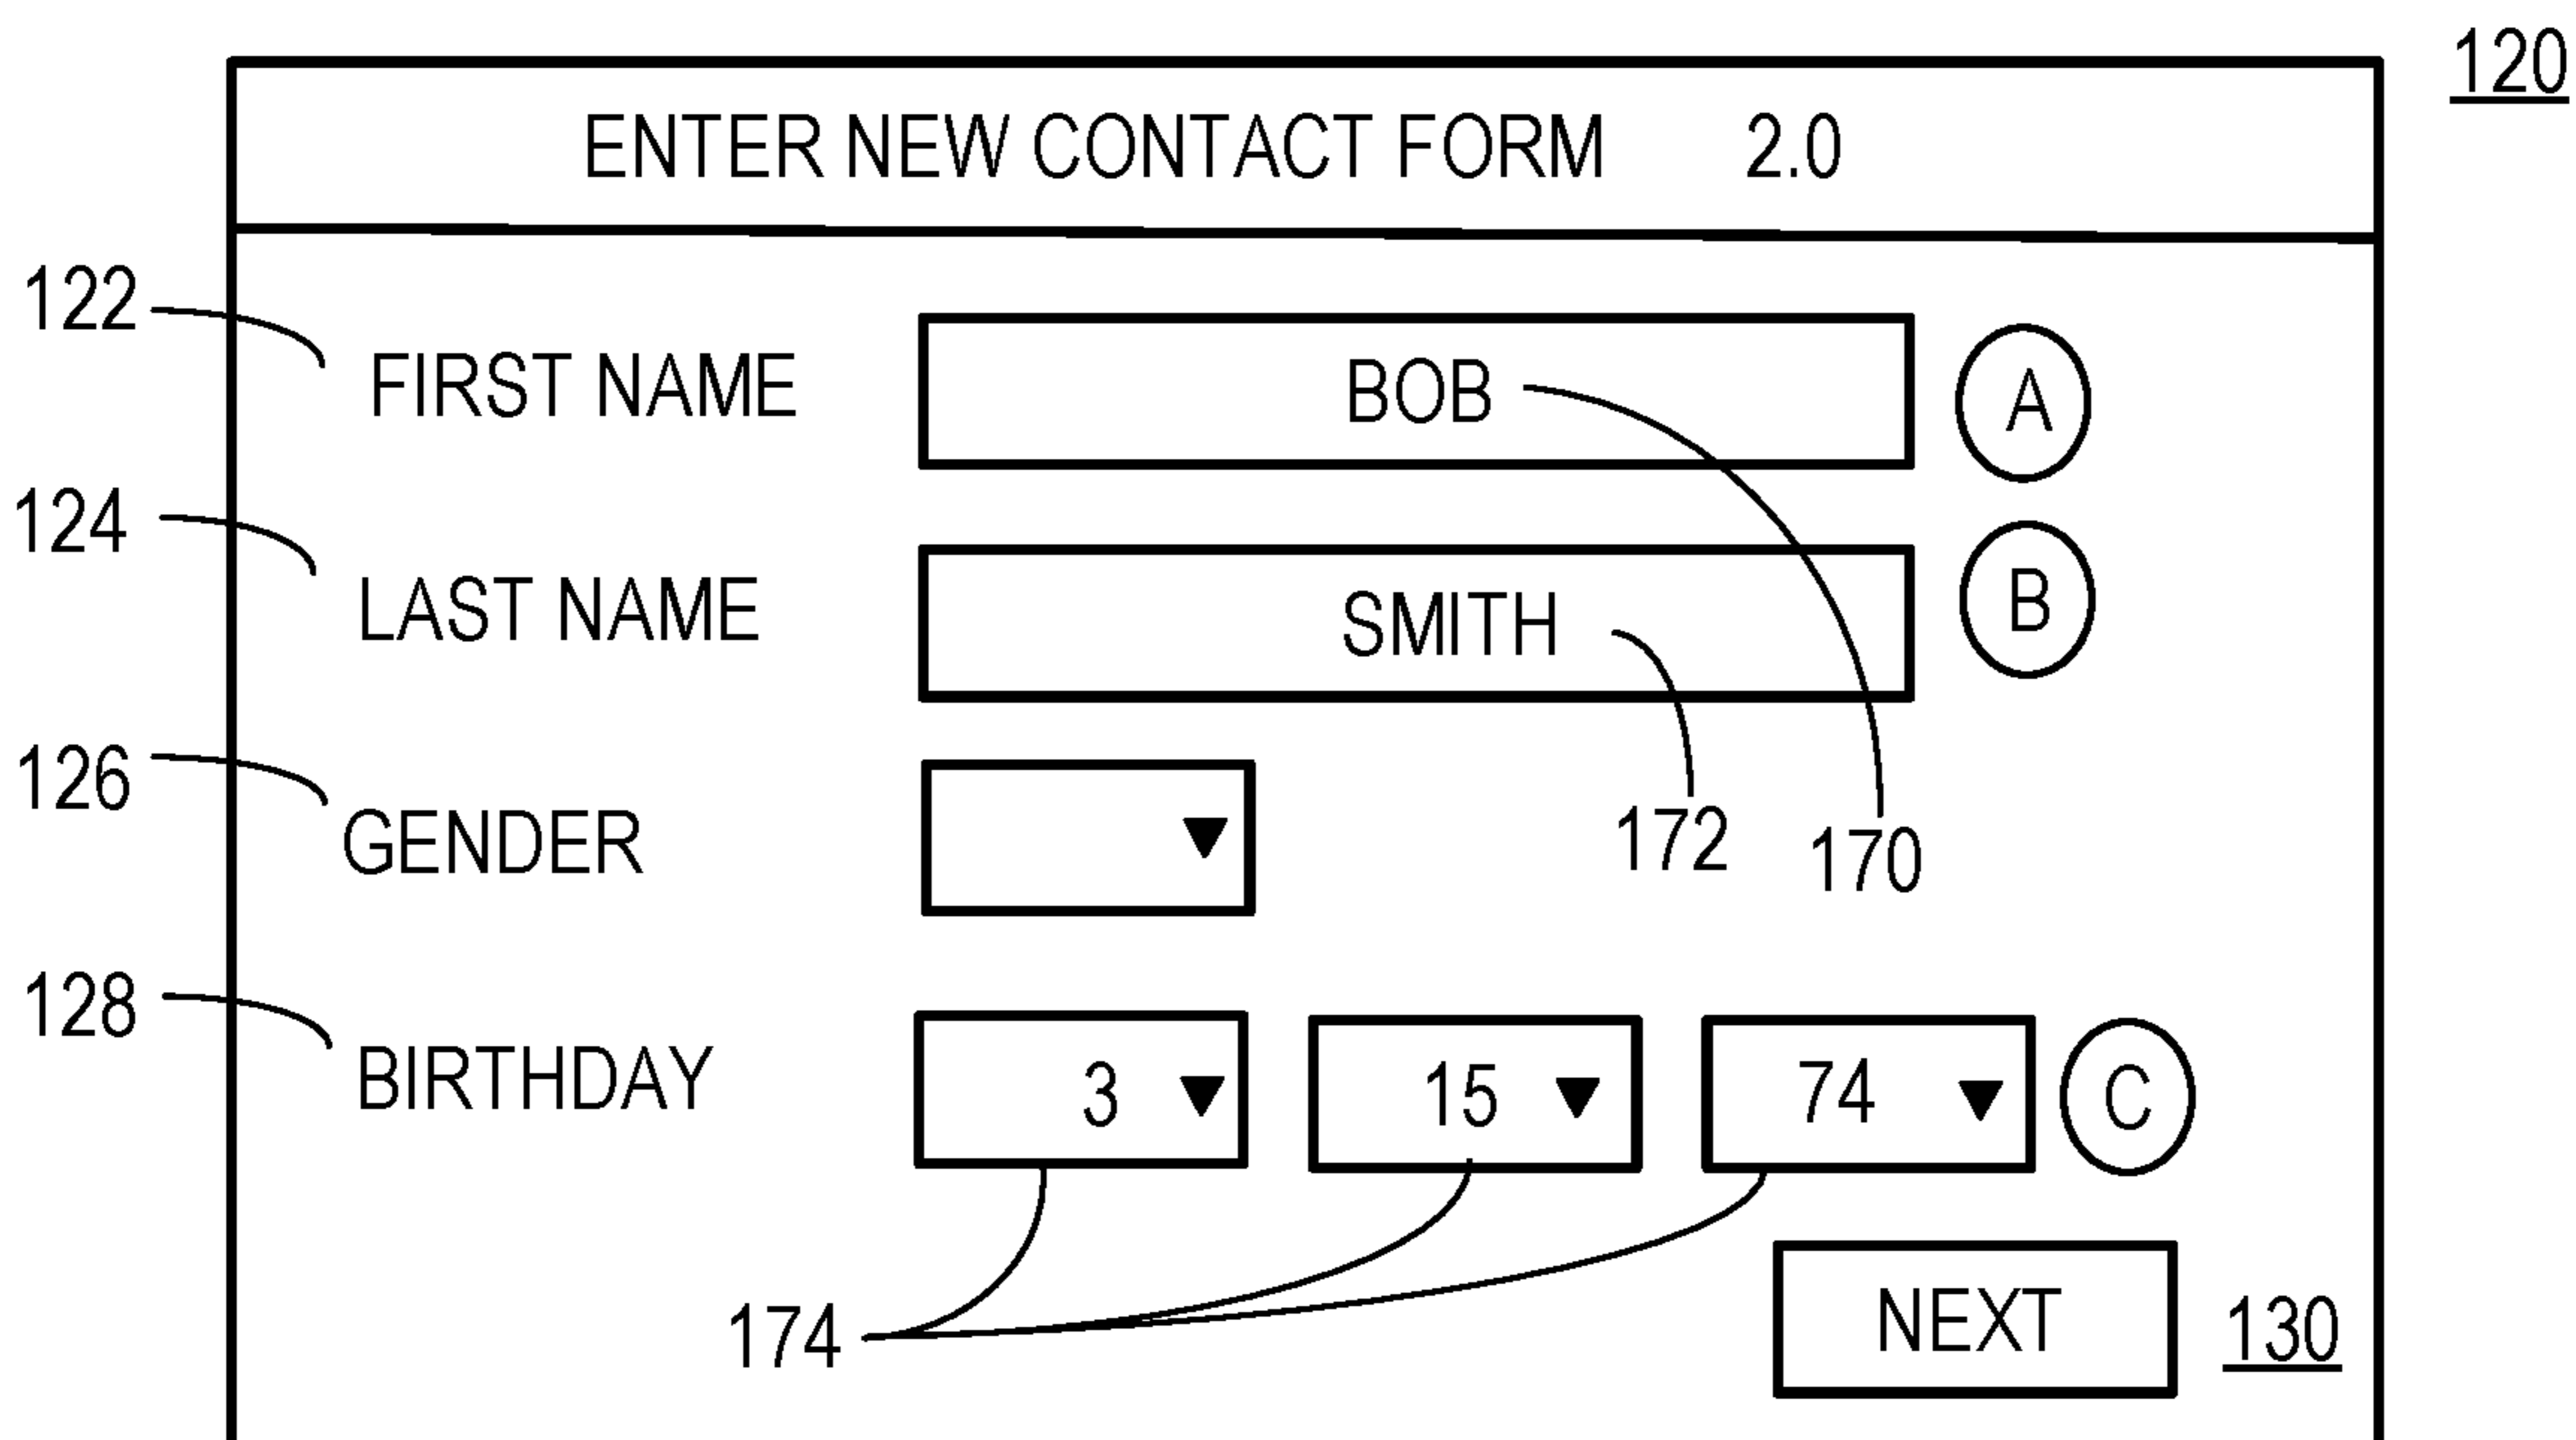 120
ENTER NEW CONTACT FORM 2.0
122
FIRST NAME BOB A
124
LAST NAME SMITH B
126
GENDER
172 170
128
BIRTHDAY 3 15 74 C
174
NEXT 130